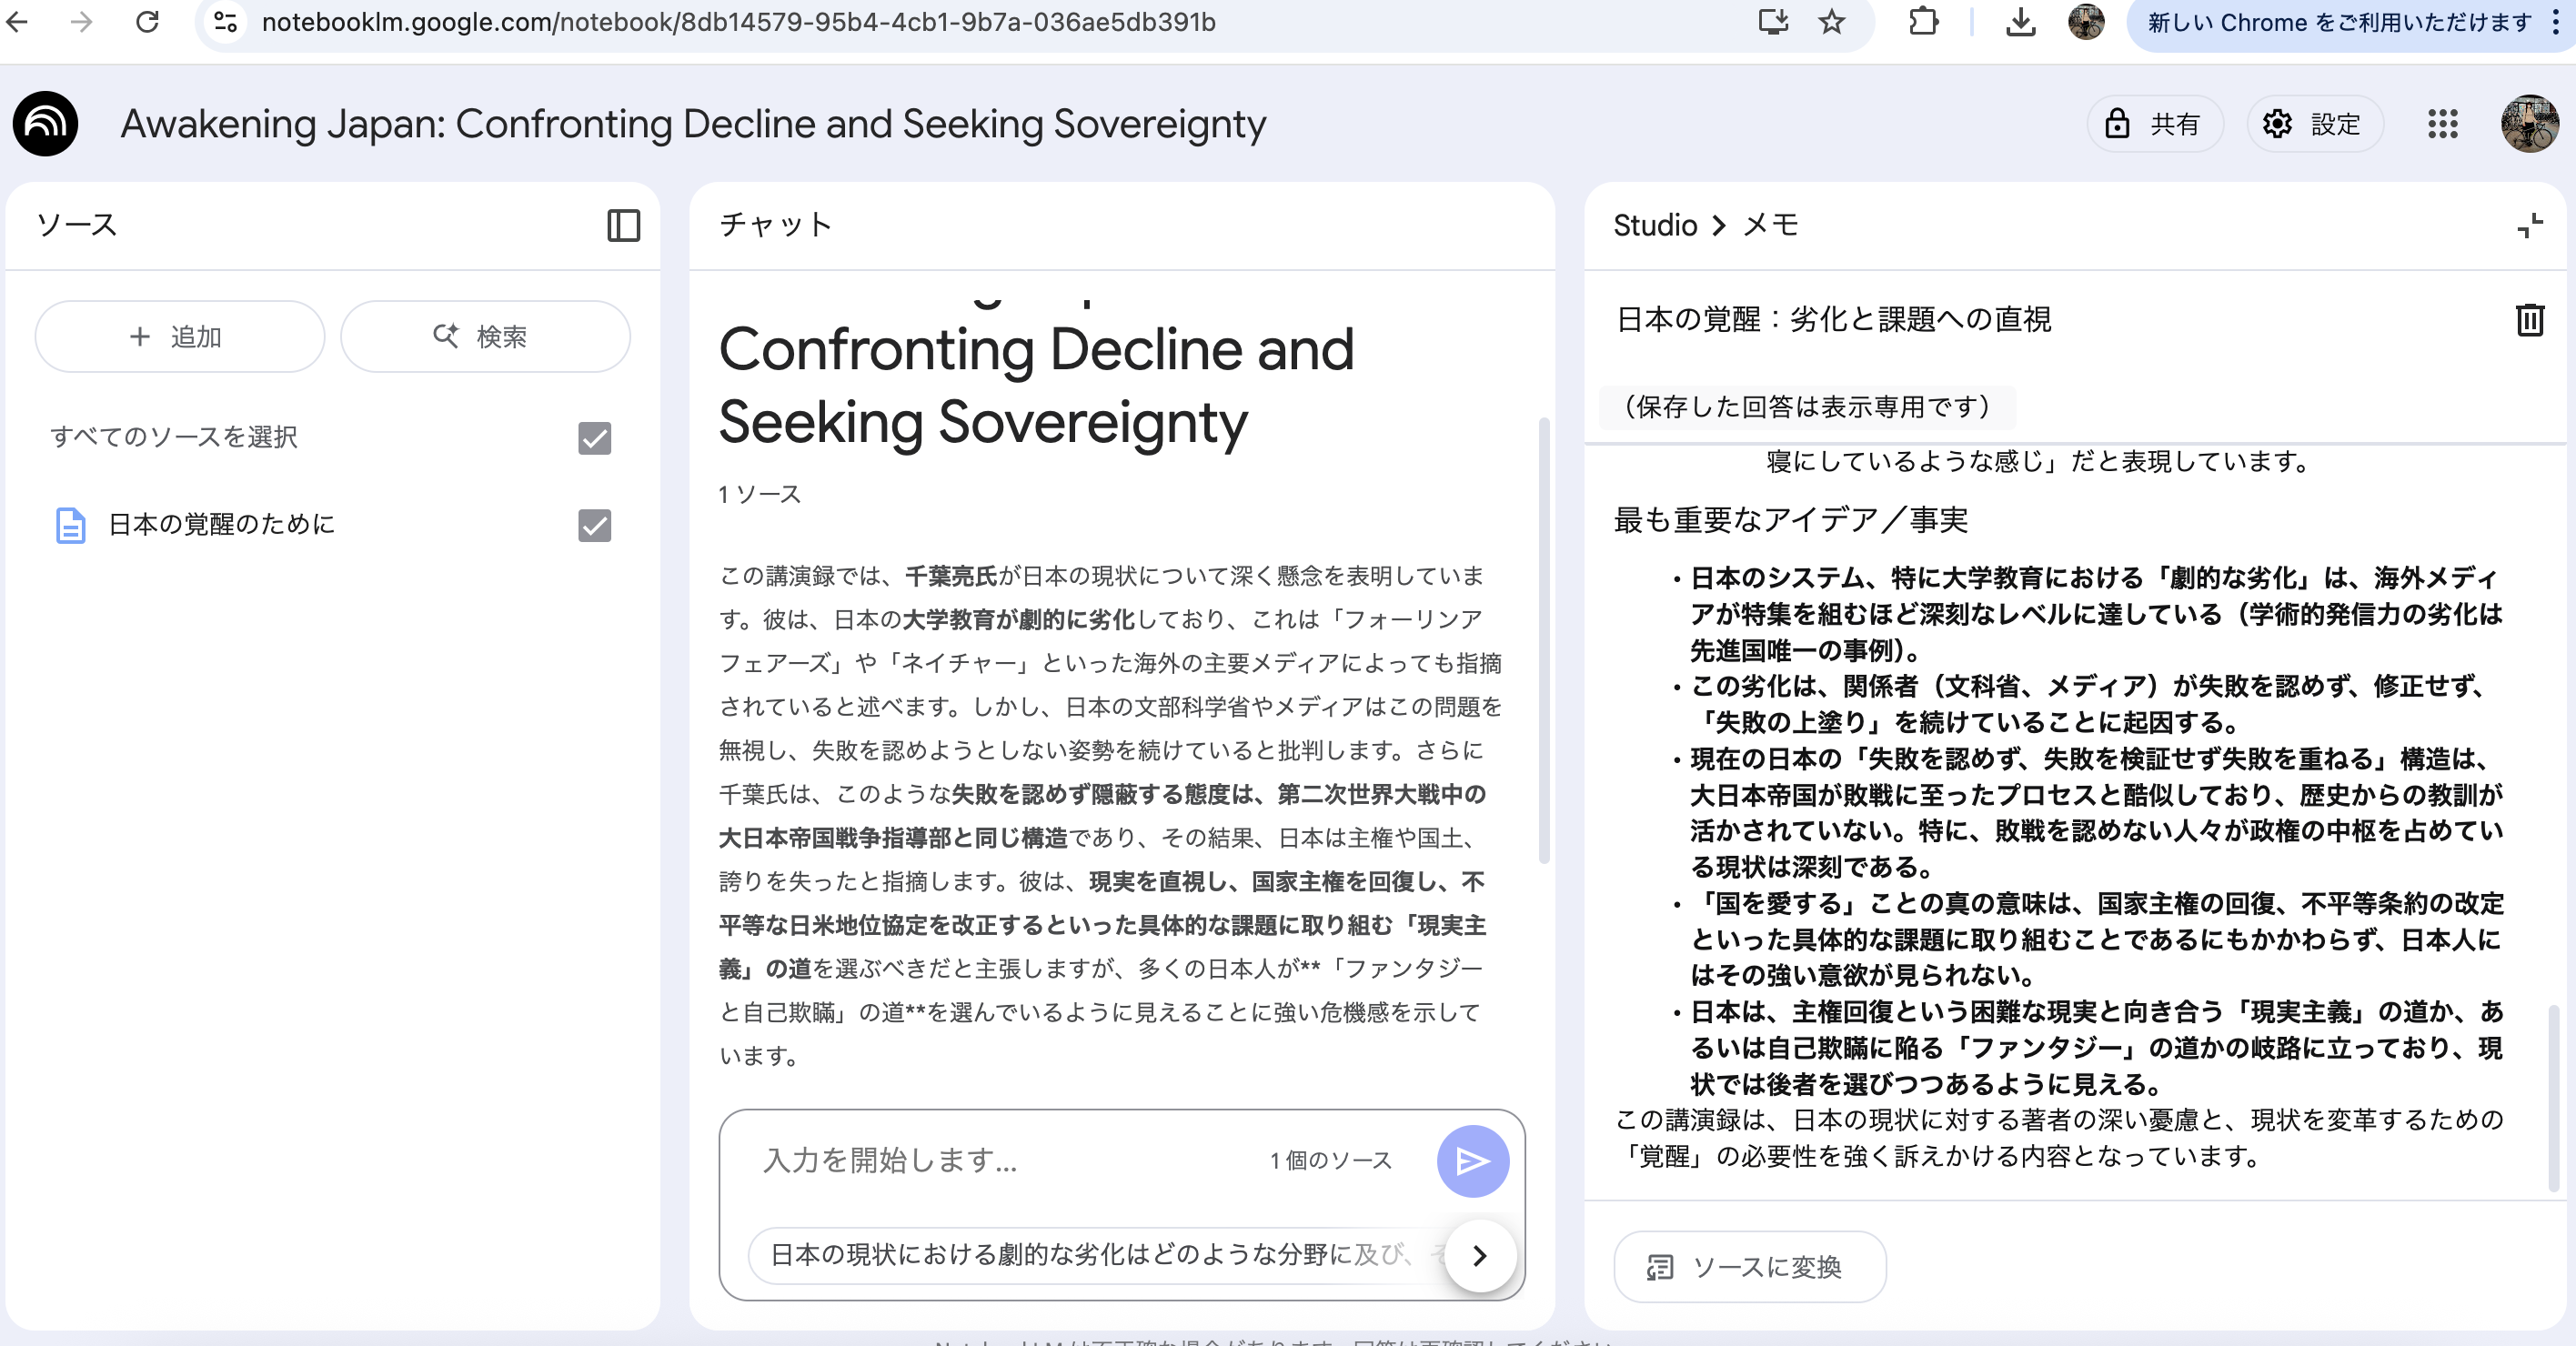 notebooklm.google.com/notebook/8db14579-95b4-4cb1-9b7a-036ae5db391b
新しい Chrome をご利用いただけます
Awakening Japan: Confronting Decline and Seeking Sovereignty
共有
設定
ソース
追加
検索
すべてのソースを選択
日本の覚醒のために
チャット
Confronting Decline and
Seeking Sovereignty
1 ソース
この講演録では、千葉亮氏が日本の現状について深く懸念を表明していま
す。彼は、日本の大学教育が劇的に劣化しており、これは「フォーリンア
フェアーズ」や「ネイチャー」といった海外の主要メディアによっても指摘
されていると述べます。しかし、日本の文部科学省やメディアはこの問題を
無視し、失敗を認めようとしない姿勢を続けていると批判します。さらに
千葉氏は、このような失敗を認めず隠蔽する態度は、第二次世界大戦中の
大日本帝国戦争指導部と同じ構造であり、その結果、日本は主権や国土、
誇りを失ったと指摘します。彼は、現実を直視し、国家主権を回復し、不
平等な日米地位協定を改正するといった具体的な課題に取り組む「現実主
義」の道を選ぶべきだと主張しますが、多くの日本人が**「ファンタジー
と自己欺瞞」の道**を選んでいるように見えることに強い危機感を示して
います。
入力を開始します...
1 個のソース
日本の現状における劇的な劣化はどのような分野に及び、そ
Studio > メモ
日本の覚醒：劣化と課題への直視
（保存した回答は表示専用です）
寝にしているような感じ」だと表現しています。
最も重要なアイデア／事実
• 日本のシステム、特に大学教育における「劇的な劣化」は、海外メディ
アが特集を組むほど深刻なレベルに達している（学術的発信力の劣化は
先進国唯一の事例）。
• この劣化は、関係者（文科省、メディア）が失敗を認めず、修正せず、
「失敗の上塗り」を続けていることに起因する。
• 現在の日本の「失敗を認めず、失敗を検証せず失敗を重ねる」構造は、
大日本帝国が敗戦に至ったプロセスと酷似しており、歴史からの教訓が
活かされていない。特に、敗戦を認めない人々が政権の中枢を占めてい
る現状は深刻である。
• 「国を愛する」ことの真の意味は、国家主権の回復、不平等条約の改定
といった具体的な課題に取り組むことであるにもかかわらず、日本人に
はその強い意欲が見られない。
• 日本は、主権回復という困難な現実と向き合う「現実主義」の道か、あ
るいは自己欺瞞に陥る「ファンタジー」の道かの岐路に立っており、現
状では後者を選びつつあるように見える。
この講演録は、日本の現状に対する著者の深い憂慮と、現状を変革するための
「覚醒」の必要性を強く訴えかける内容となっています。
ソースに変換